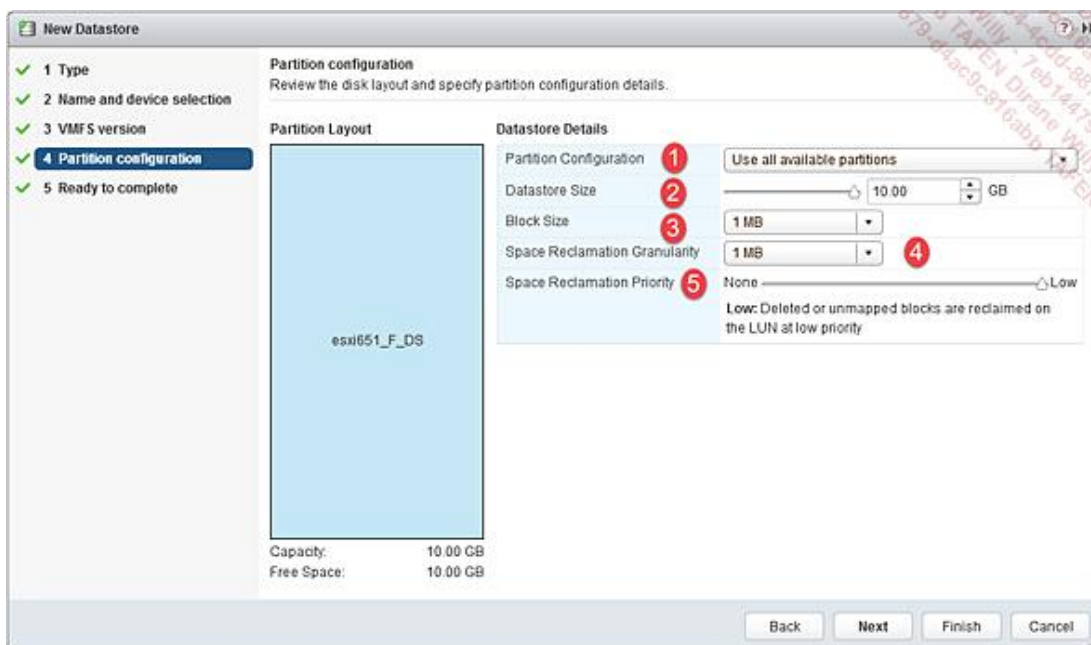 New Datastore
?
1 Type
2 Name and device selection
3 VMFS version
4 Partition configuration
5 Ready to complete
Partition configuration
Review the disk layout and specify partition configuration details.
Partition Layout
esxi651_F_DS
Capacity: 10.00 GB
Free Space: 10.00 GB
Datastore Details
Partition Configuration 1 Use all available partitions
Datastore Size 2 10.00 GB
Block Size 3 1 MB
Space Reclamation Granularity 1 MB 4
Space Reclamation Priority 5 None Low
Low: Deleted or unmapped blocks are reclaimed on
the LUN at low priority
Back Next Finish Cancel